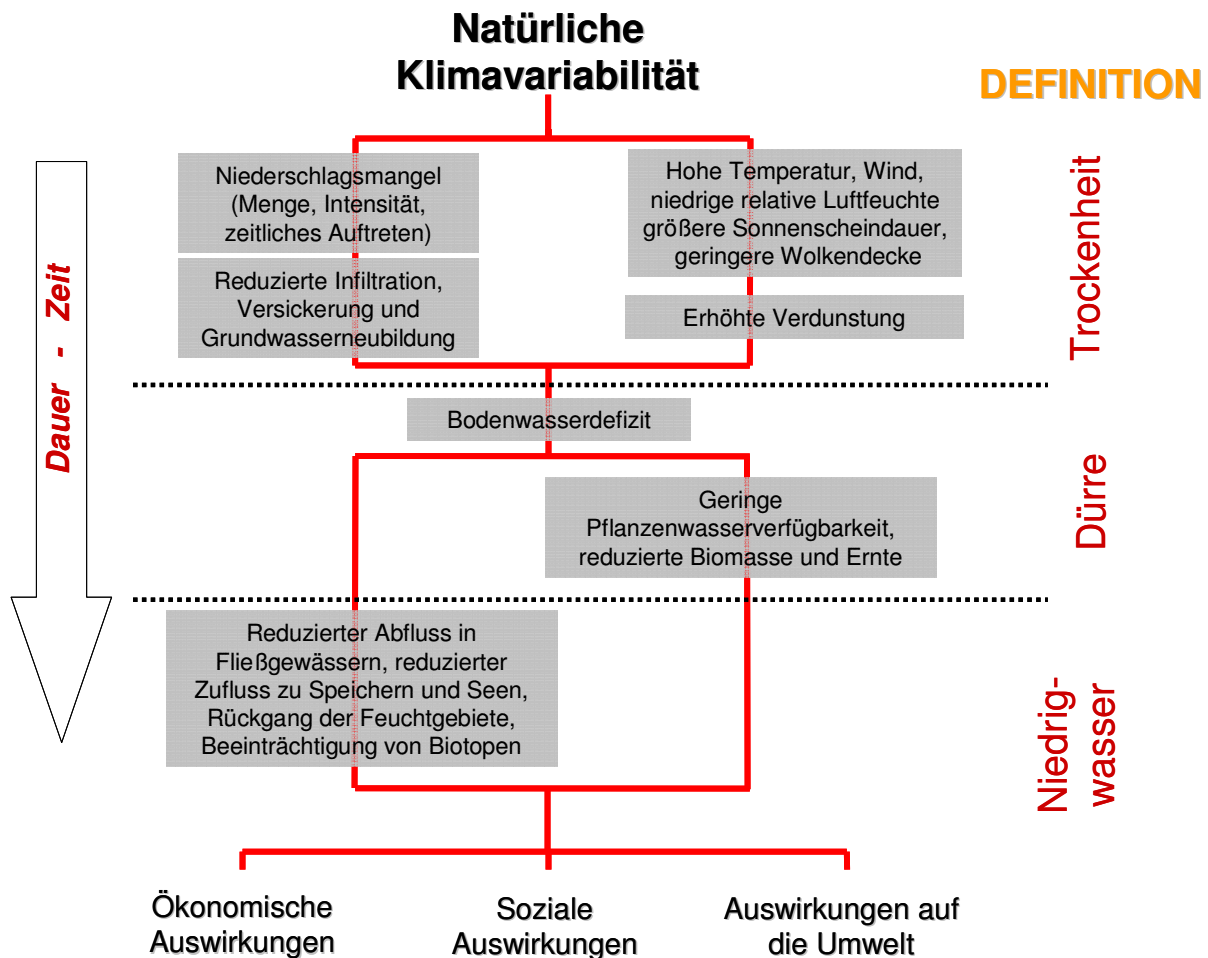 Natürliche
Klimavariabilität
DEFINITION
Niederschlagsmangel
(Menge, Intensität,
zeitliches Auftreten)
Hohe Temperatur, Wind,
niedrige relative Luftfeuchte
größere Sonnenscheindauer,
geringere Wolkendecke
Reduzierte Infiltration,
Versickerung und
Grundwasserneubildung
Erhöhte Verdunstung
Trockenheit
Dauer - Zeit
Bodenwasserdefizit
Geringe
Pflanzenwasserverfügbarkeit,
reduzierte Biomasse und Ernte
Dürre
Reduzierter Abfluss in
Fließgewässern, reduzierter
Zufluss zu Speichern und Seen,
Rückgang der Feuchtgebiete,
Beeinträchtigung von Biotopen
Niedrig-
wasser
Ökonomische
Auswirkungen
Soziale
Auswirkungen
Auswirkungen auf
die Umwelt